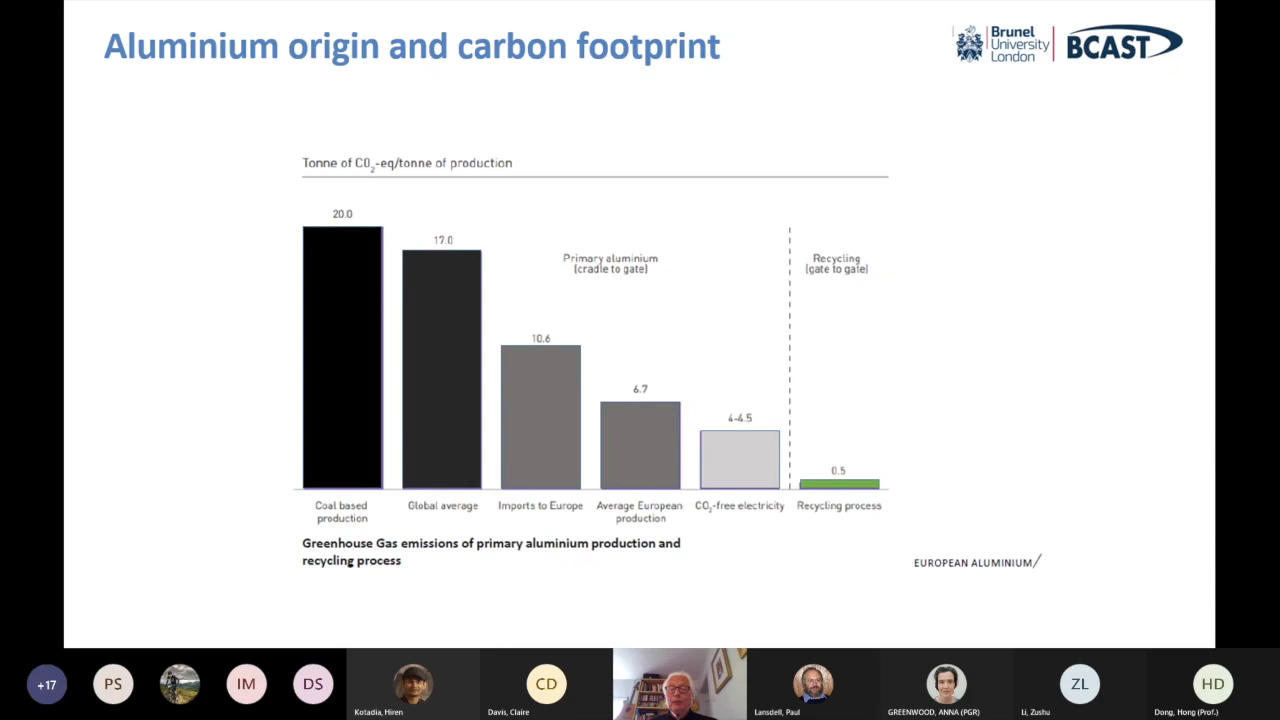 Aluminium origin and carbon footprint
Brunel
University
London
BCAST
Tonne of CO2-eq/tonne of production
20.0
17.0
10.6
6.7
4-4.5
0.5
Primary aluminium
(cradle to gate)
Recycling
(gate to gate)
Coal based
production
Global average
Imports to Europe
Average European
production
CO2-free electricity
Recycling process
Greenhouse Gas emissions of primary aluminium production and
recycling process
EUROPEAN ALUMINIUM/
+17
PS
IM
DS
Kotadia, Hiren
CD
Davis, Claire
Lansdell, Paul
GREENWOOD, ANNA (PGR)
ZL
Li, Zushu
HD
Dong, Hong (Prof.)